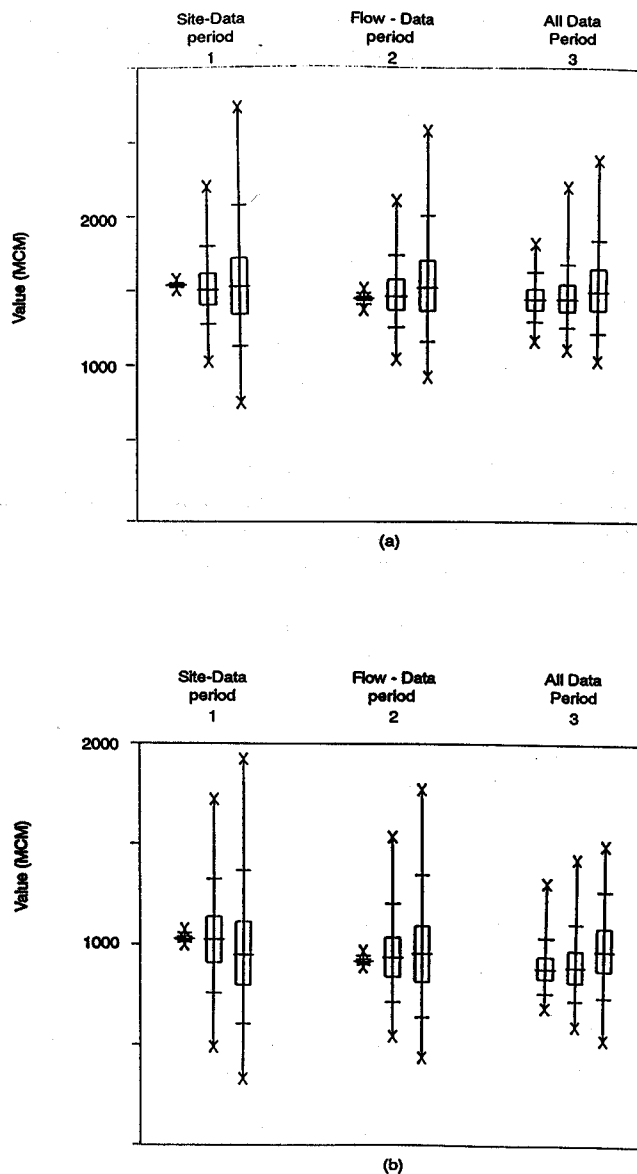 Site-Data
period
1
Flow - Data
period
2
All Data
Period
3
Value (MCM)
2000
1000
(a)
Site-Data
period
1
Flow - Data
period
2
All Data
Period
3
Value (MCM)
2000
1000
(b)